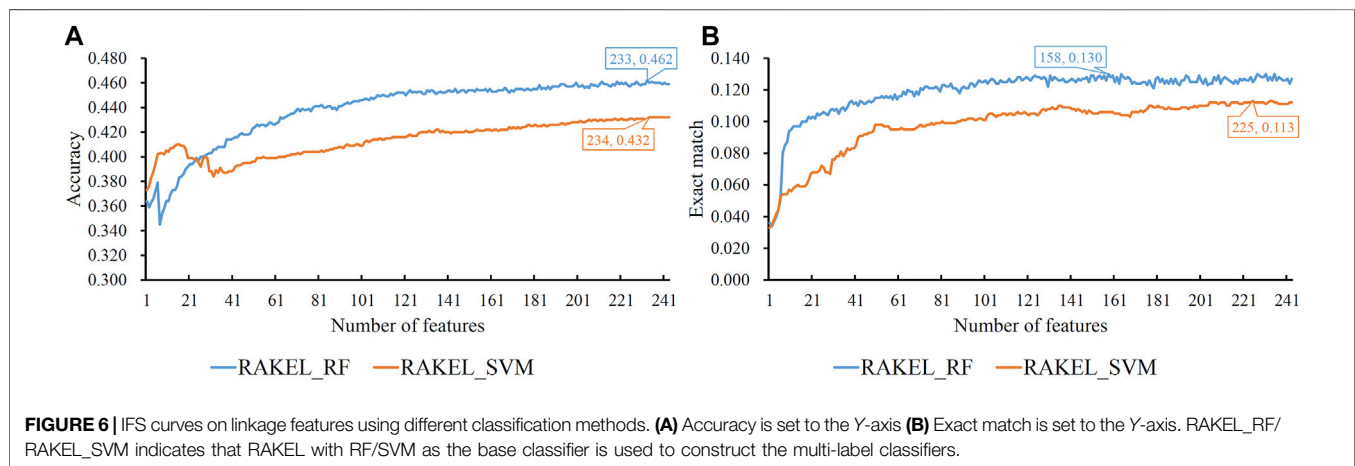 A
0.480
0.460
0.440
0.420
0.400
0.380
0.360
0.340
0.320
0.300
Accuracy
233, 0.462
234, 0.432
1 21 41 61 81 101 121 141 161 181 201 221 241
Number of features
RAKEL_RF RAKEL_SVM
B
0.140
0.120
0.100
0.080
0.060
0.040
0.020
0.000
Exact match
158, 0.130
225, 0.113
1 21 41 61 81 101 121 141 161 181 201 221 241
Number of features
RAKEL_RF RAKEL_SVM
FIGURE 6 | IFS curves on linkage features using different classification methods. (A) Accuracy is set to the Y-axis (B) Exact match is set to the Y-axis. RAKEL_RF/
RAKEL_SVM indicates that RAKEL with RF/SVM as the base classifier is used to construct the multi-label classifiers.